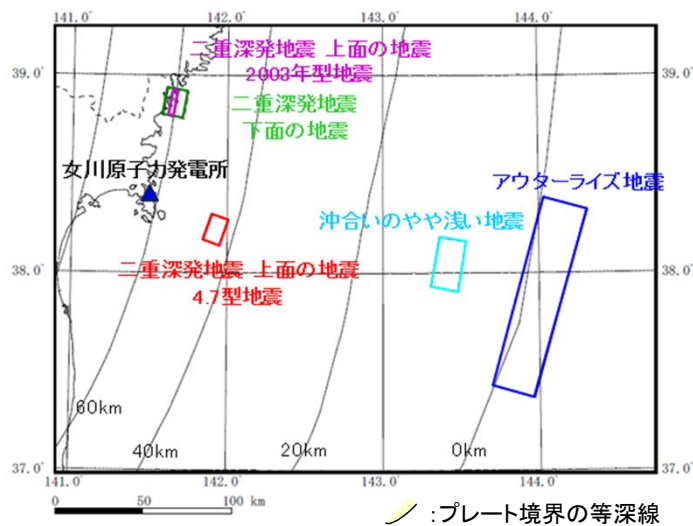 141.0° 142.0° 143.0° 144.0°
二重深発地震 上面の地震
2003年型地震
39.0° 39.0°
二重深発地震
下面の地震
女川原子力発電所
アウターライズ地震
沖合いのやや浅い地震
38.0° 38.0°
二重深発地震 上面の地震
4.7型地震
60km
40km 20km 0km
37.0° 37.0°
141.0° 142.0° 143.0° 144.0°
0 50 100 km
:プレート境界の等深線